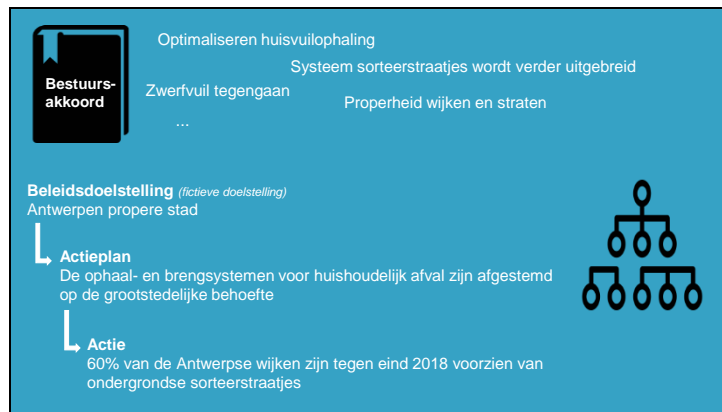 Optimaliseren huisvuilophaling
Systeem sorteerstraatjes wordt verder uitgebreid
Bestuurs-
akkoord
Zwerfvuil tegengaan
Properheid wijken en straten
...
Beleidsdoelstelling (fictieve doelstelling)
Antwerpen propere stad
Actieplan
De ophaal- en brengsystemen voor huishoudelijk afval zijn afgestemd
op de grootstedelijke behoefte
Actie
60% van de Antwerpse wijken zijn tegen eind 2018 voorzien van
ondergrondse sorteerstraatjes